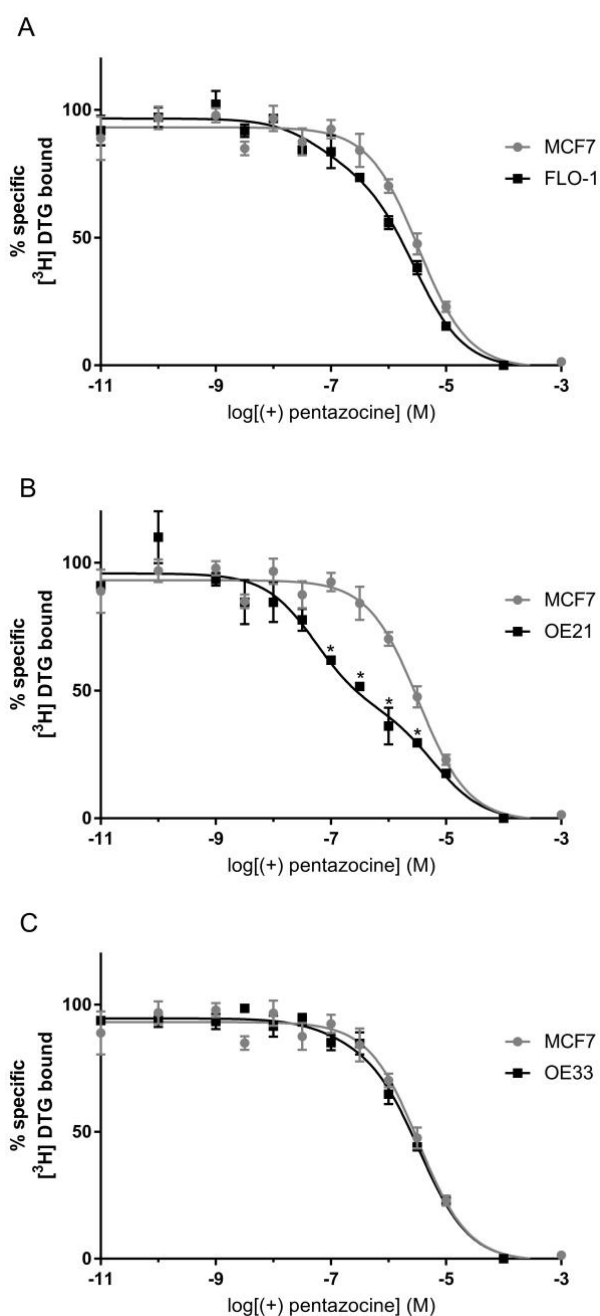 A
% specific
[³H] DTG bound
100
50
0
-11
-9
-7
-5
-3
log[(+) pentazocine] (M)
MCF7
FLO-1
B
% specific
[³H] DTG bound
100
50
0
*
*
*
*
-11
-9
-7
-5
-3
log[(+) pentazocine] (M)
MCF7
OE21
C
% specific
[³H] DTG bound
100
50
0
-11
-9
-7
-5
-3
log[(+) pentazocine] (M)
MCF7
OE33